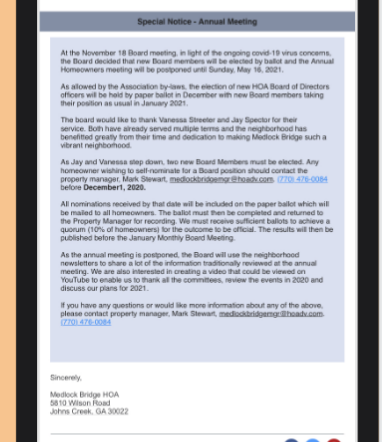 Special Notice - Annual Meeting
At the November 18 Board meeting, in light of the ongoing covid-19 virus concerns,
the Board decided that new Board members will be elected by ballot and the Annual
Homeowners meeting will be postponed until Sunday, May 16, 2021.
As allowed by the Association by-laws, the election of new HOA Board of Directors
officers will be held by paper ballot in December with new Board members taking
their position as usual in January 2021.
The board would like to thank Vanessa Streeter and Jay Spector for their
service. Both have already served multiple terms and the neighborhood has
benefitted greatly from their time and dedication to making Medlock Bridge such a
vibrant neighborhood.
As Jay and Vanessa step down, two new Board Members must be elected. Any
homeowner wishing to self-nominate for a Board position should contact the
property manager, Mark Stewart, medlockbridgemgr@hoadv.com, (770) 476-0084
before December1, 2020.
All nominations received by that date will be included on the paper ballot which will
be mailed to all homeowners. The ballot must then be completed and returned to
the Property Manager for recording. We must receive sufficient ballots to achieve a
quorum (10% of homeowners) for the outcome to be official. The results will then be
published before the January Monthly Board Meeting.
As the annual meeting is postponed, the Board will use the neighborhood
newsletters to share a lot of the information traditionally reviewed at the annual
meeting. We are also interested in creating a video that could be viewed on
YouTube to enable us to thank all the committees, review the events in 2020 and
discuss our plans for 2021.
If you have any questions or would like more information about any of the above,
please contact property manager, Mark Stewart, medlockbridgemgr@hoadv.com.
(770) 476-0084
Sincerely,
Medlock Bridge HOA
5810 Wilson Road
Johns Creek, GA 30022